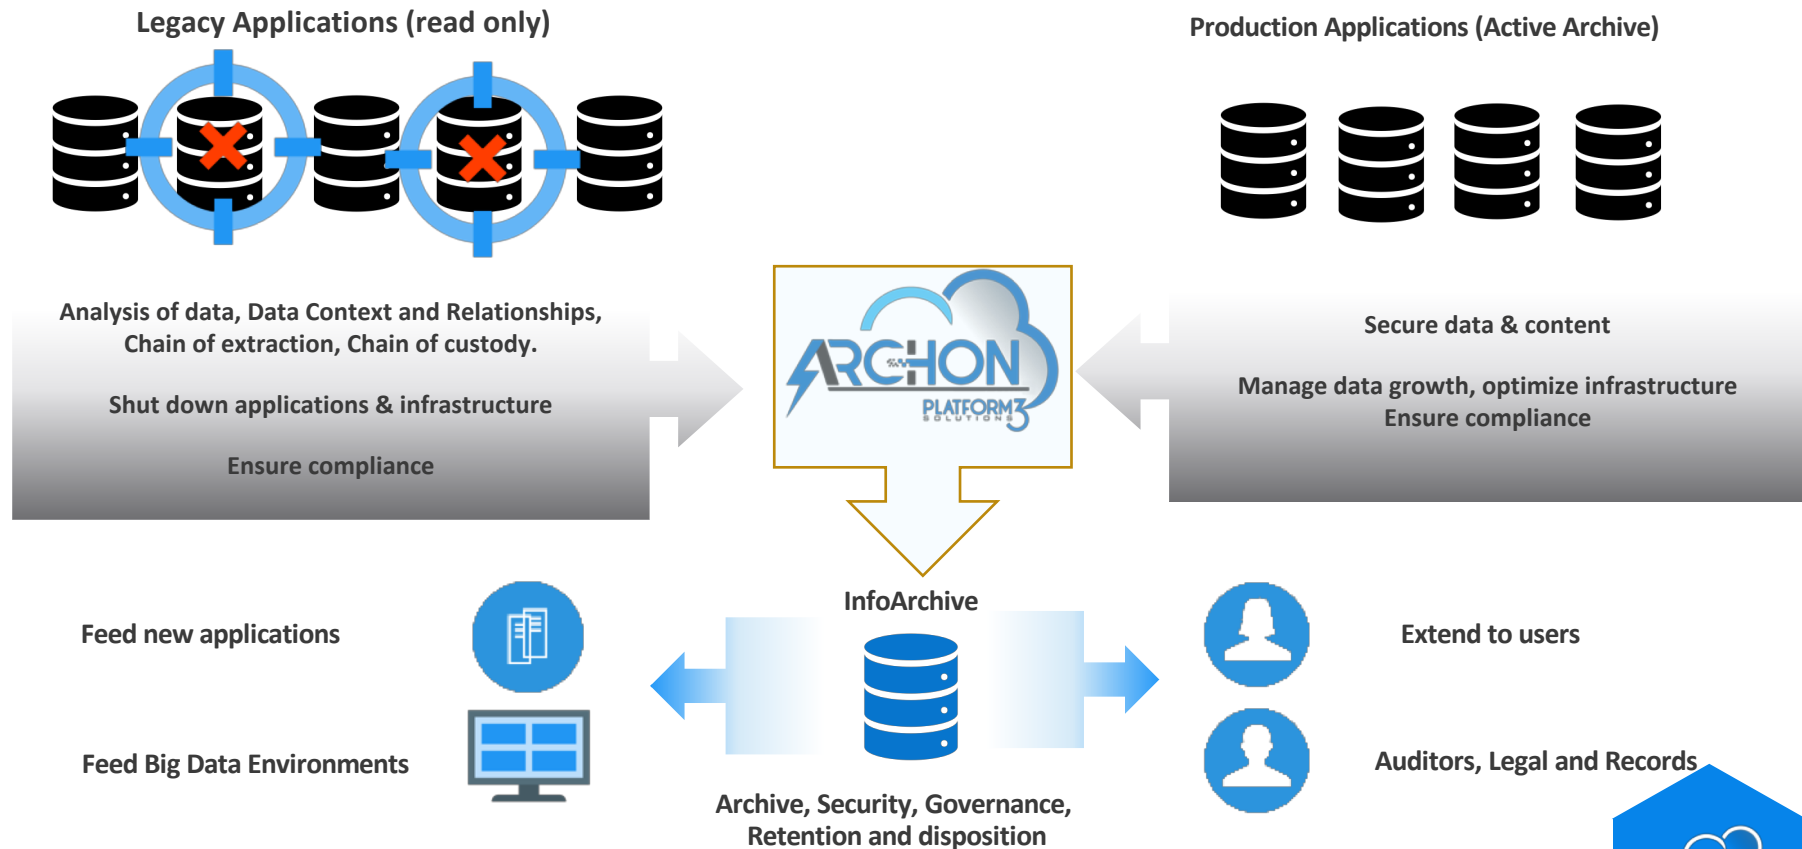 Legacy Applications (read only)
Production Applications (Active Archive)
Analysis of data, Data Context and Relationships,
Chain of extraction, Chain of custody.
Shut down applications & infrastructure
Ensure compliance
ARCHON
PLATFORM 3
SOLUTIONS
Secure data & content
Manage data growth, optimize infrastructure
Ensure compliance
InfoArchive
Feed new applications
Feed Big Data Environments
Archive, Security, Governance,
Retention and disposition
Extend to users
Auditors, Legal and Records